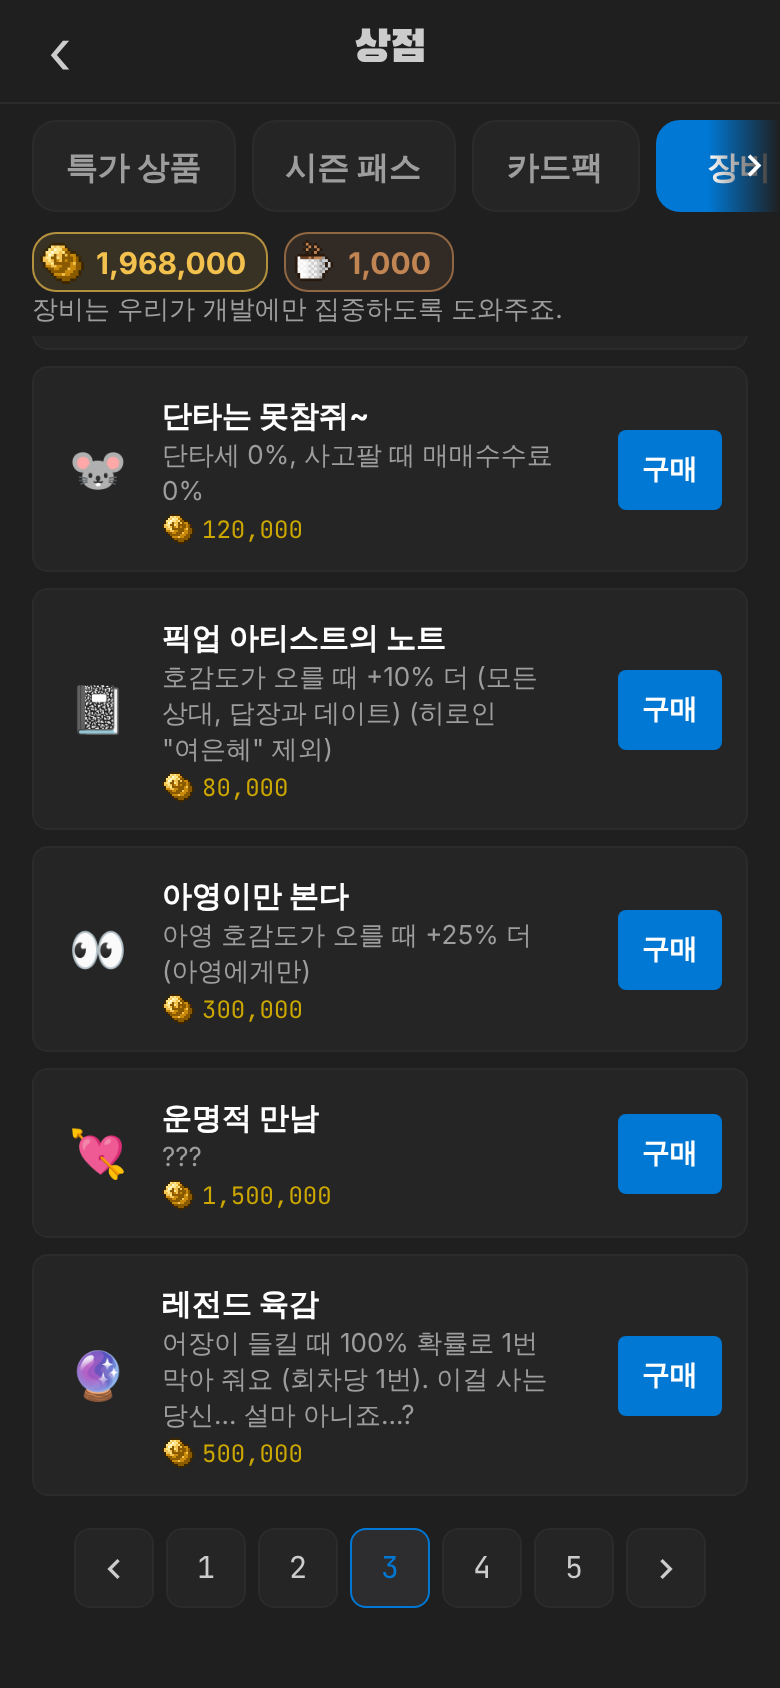 상점
특가 상품
시즌 패스
카드팩
장비
1,968,000
1,000
장비는 우리가 개발에만 집중하도록 도와주죠.
단타는 못참쥐~
단타세 0%, 사고팔 때 매매수수료
0%
120,000
구매
픽업 아티스트의 노트
호감도가 오를 때 +10% 더 (모든
상대, 답장과 데이트) (히로인
"여은혜" 제외)
80,000
구매
아영이만 본다
아영 호감도가 오를 때 +25% 더
(아영에게만)
300,000
구매
운명적 만남
???
1,500,000
구매
레전드 육감
어장이 들킬 때 100% 확률로 1번
막아 줘요 (회차당 1번). 이걸 사는
당신... 설마 아니죠...?
500,000
구매
1 2 3 4 5